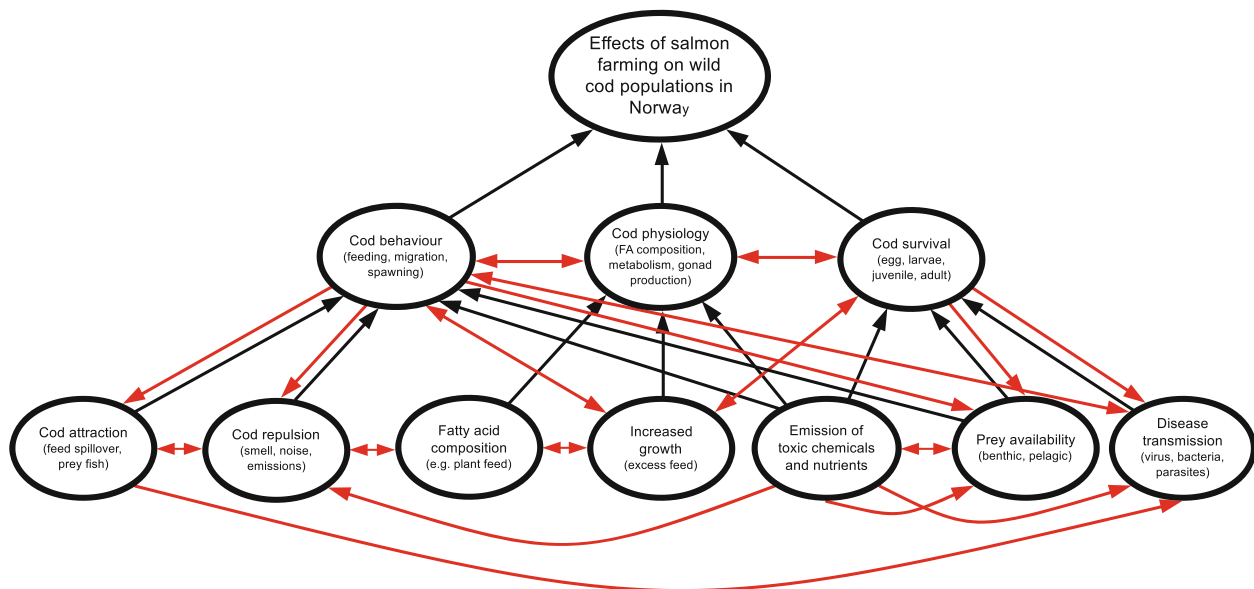 Effects of salmon
farming on wild
cod populations in
Norway
Cod behaviour
(feeding, migration,
spawning)
Cod physiology
(FA composition,
metabolism, gonad
production)
Cod survival
(egg, larvae,
juvenile, adult)
Cod attraction
(feed spillover,
prey fish)
Cod repulsion
(smell, noise,
emissions)
Fatty acid
composition
(e.g. plant feed)
Increased
growth
(excess feed)
Emission of
toxic chemicals
and nutrients
Prey availability
(benthic, pelagic)
Disease
transmission
(virus, bacteria,
parasites)